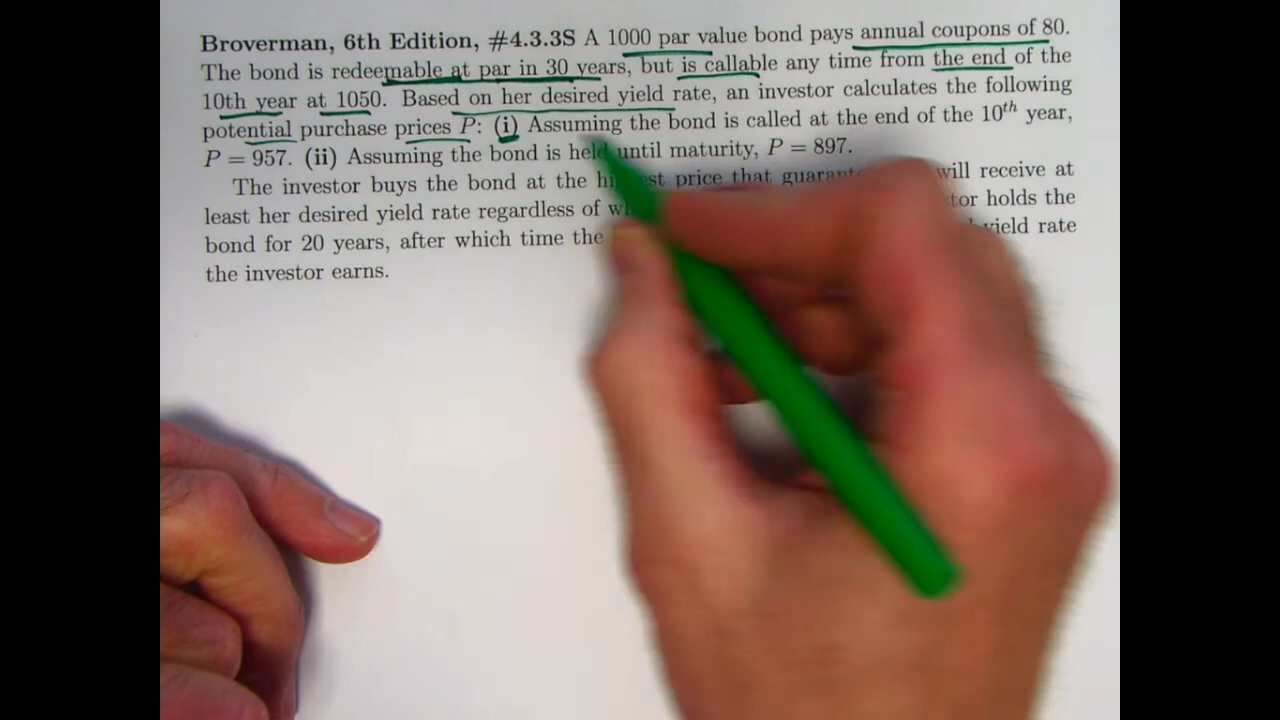 Broverman, 6th Edition, #4.3.3S A 1000 par value bond pays annual coupons of 80.
The bond is redeemable at par in 30 years, but is callable any time from the end of the
10th year at 1050. Based on her desired yield rate, an investor calculates the following
potential purchase prices P: (i) Assuming the bond is called at the end of the 10th year,
P = 957. (ii) Assuming the bond is held until maturity, P = 897.
The investor buys the bond at the highest price that will receive at
least her desired yield rate regardless of holds the
bond for 20 years, after which time the yield rate
the investor earns.